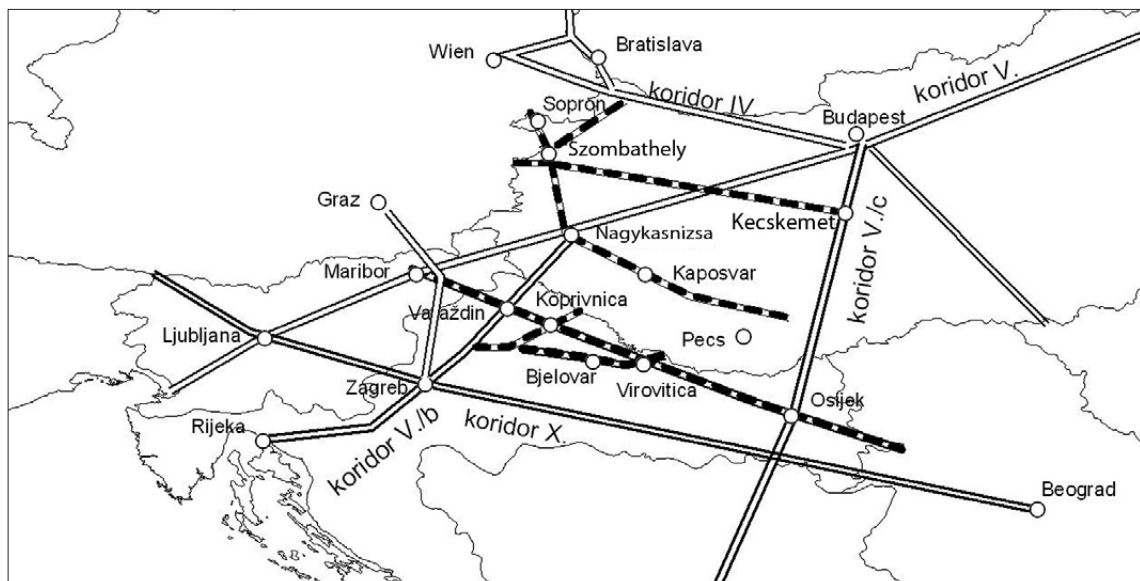 Wien
Bratislava
koridor IV.
koridor V.
Sopron
Budapest
Szombathely
Graz
Kecskemet
Nagykasnizsa
koridor V./c
Maribor
Kaposvar
Koprivnica
Varaždin
Ljubljana
Pecs
Bjelovar
Virovitica
Zagreb
Osijek
Rijeka
koridor V./b
koridor X.
Beograd